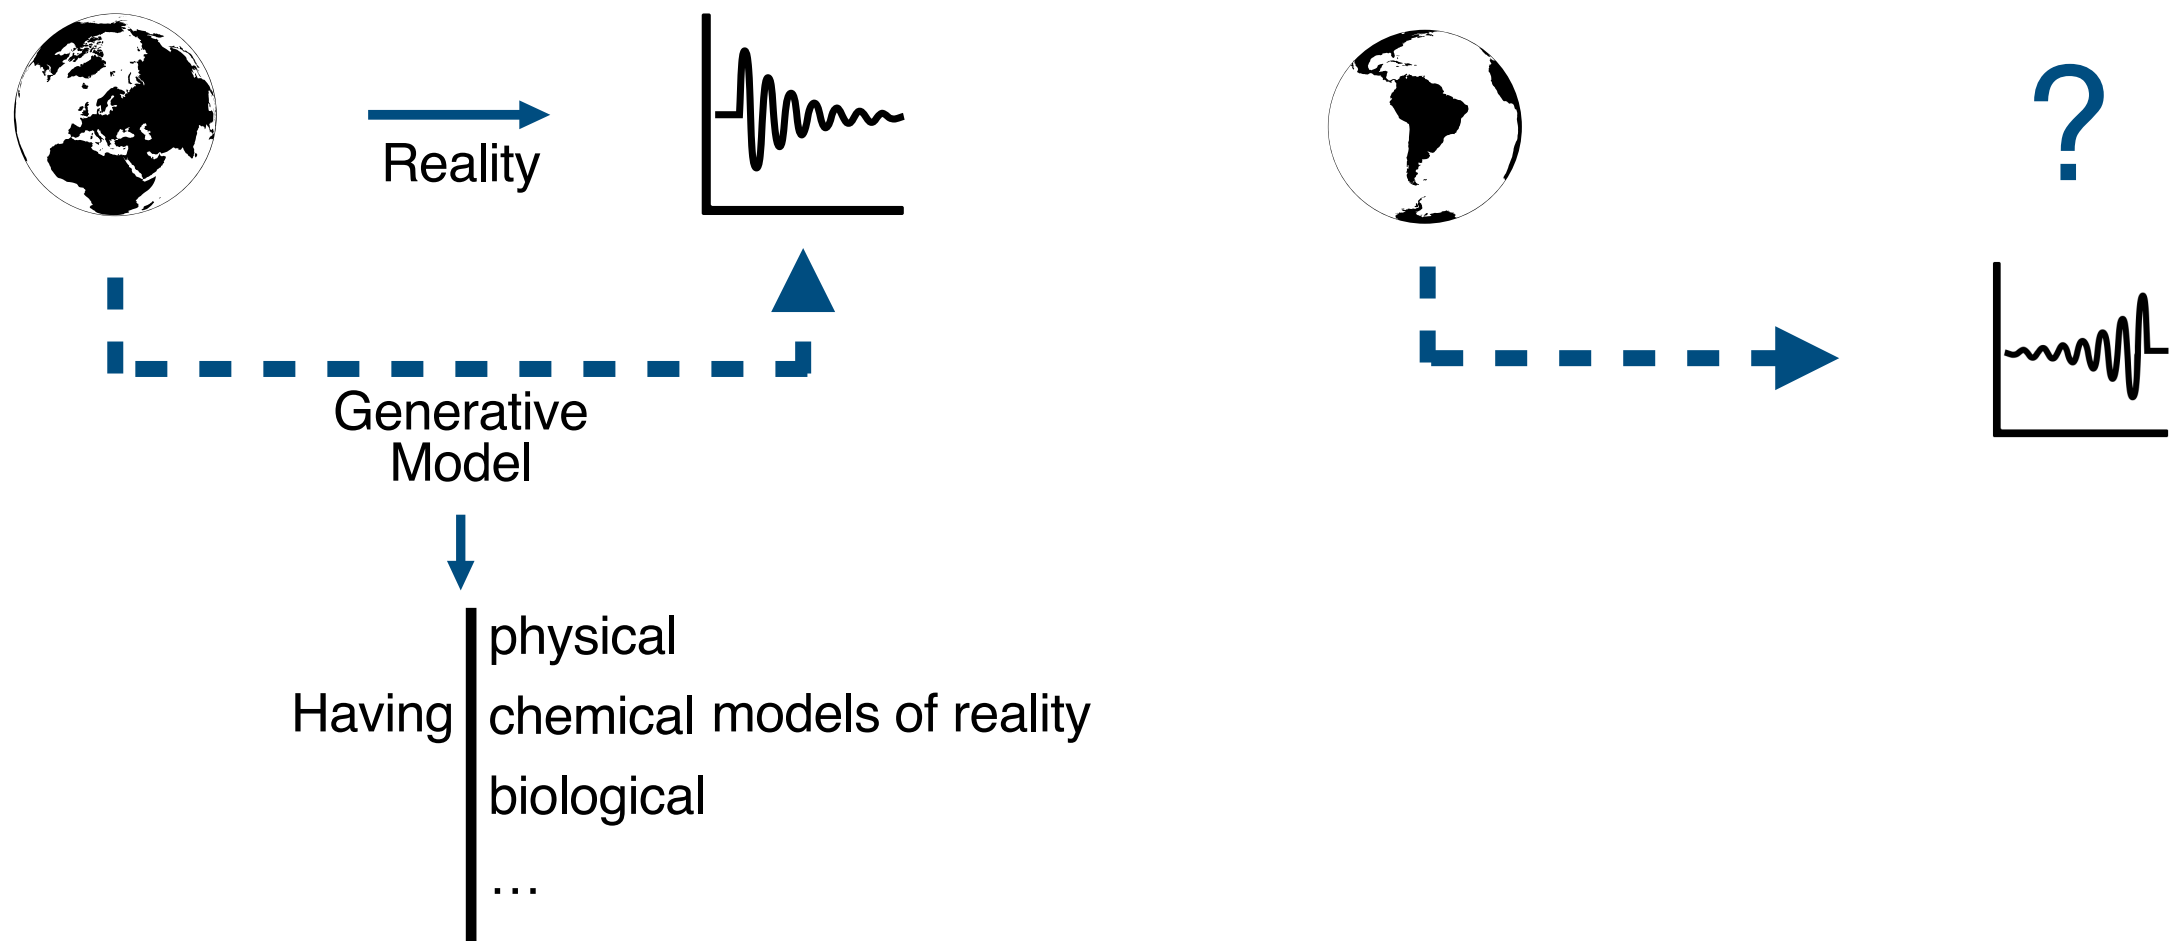 Reality
?
Generative
Model
physical
Having chemical models of reality
biological
…